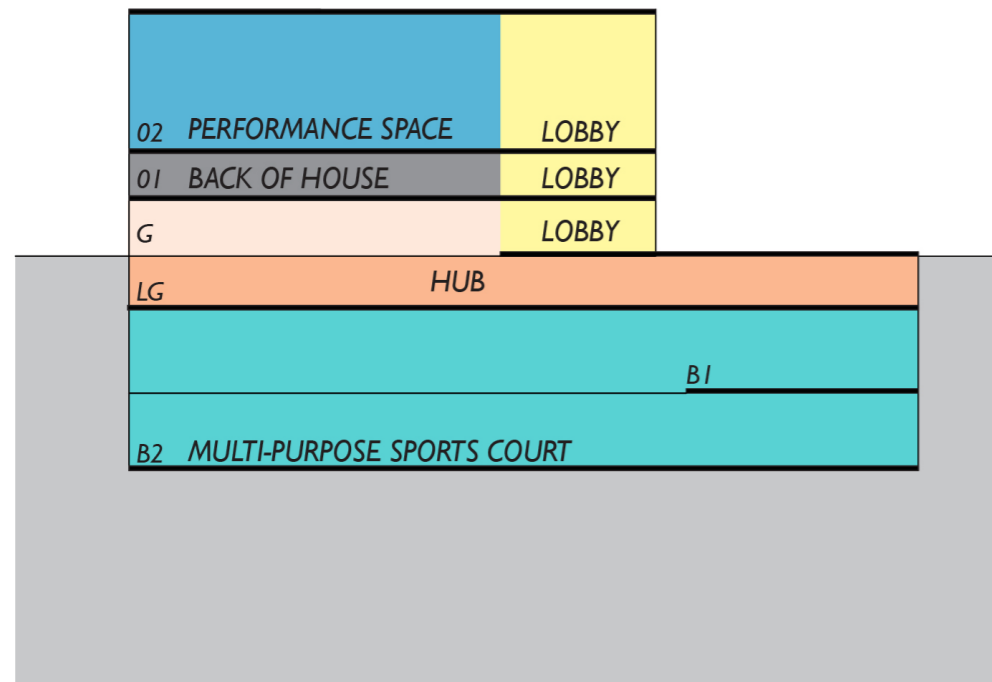 02 PERFORMANCE SPACE LOBBY
01 BACK OF HOUSE LOBBY
G LOBBY
LG HUB
B1
B2 MULTI-PURPOSE SPORTS COURT